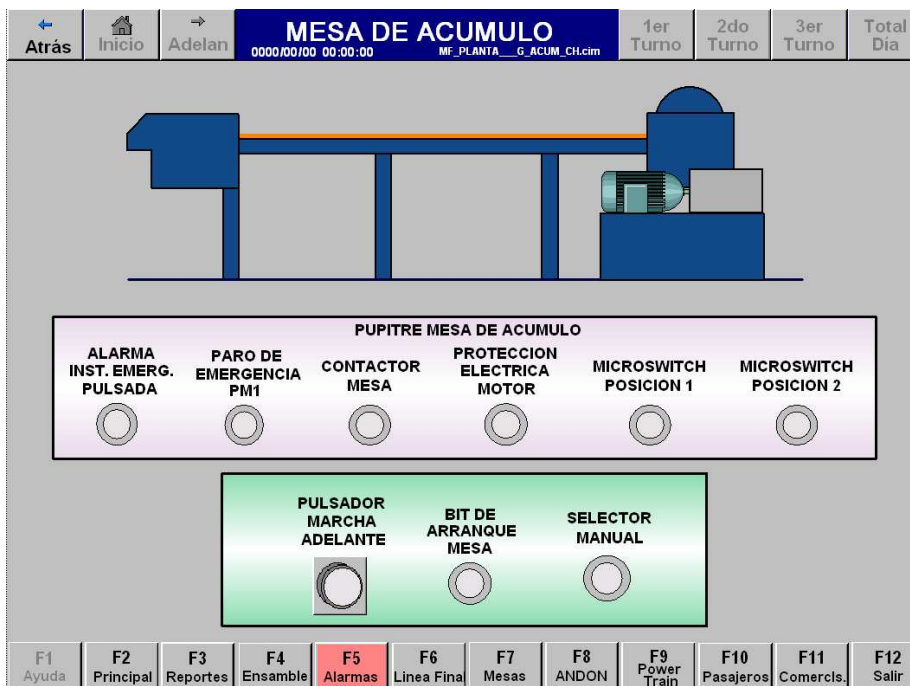 Atrás
Inicio
Adelan
MESA DE ACUMULO
0000/00/00 00:00:00 MF_PLANTA___G_ACUM_CH.cim
1er
Turno
2do
Turno
3er
Turno
Total
Dia
PUPITRE MESA DE ACUMULO
ALARMA
INST. EMERG.
PULSADA
PARO DE
EMERGENCIA
PM1
CONTACTOR
MESA
PROTECCION
ELECTRICA
MOTOR
MICROSWITCH
POSICION 1
MICROSWITCH
POSICION 2
PULSADOR
MARCHA
ADELANTE
BIT DE
ARRANQUE
MESA
SELECTOR
MANUAL
F1
Ayuda
F2
Principal
F3
Reportes
F4
Ensamble
F5
Alarmas
F6
Linea Final
F7
Mesas
F8
ANDON
F9
Power
Train
F10
Pasajeros
F11
Comercls.
F12
Salir